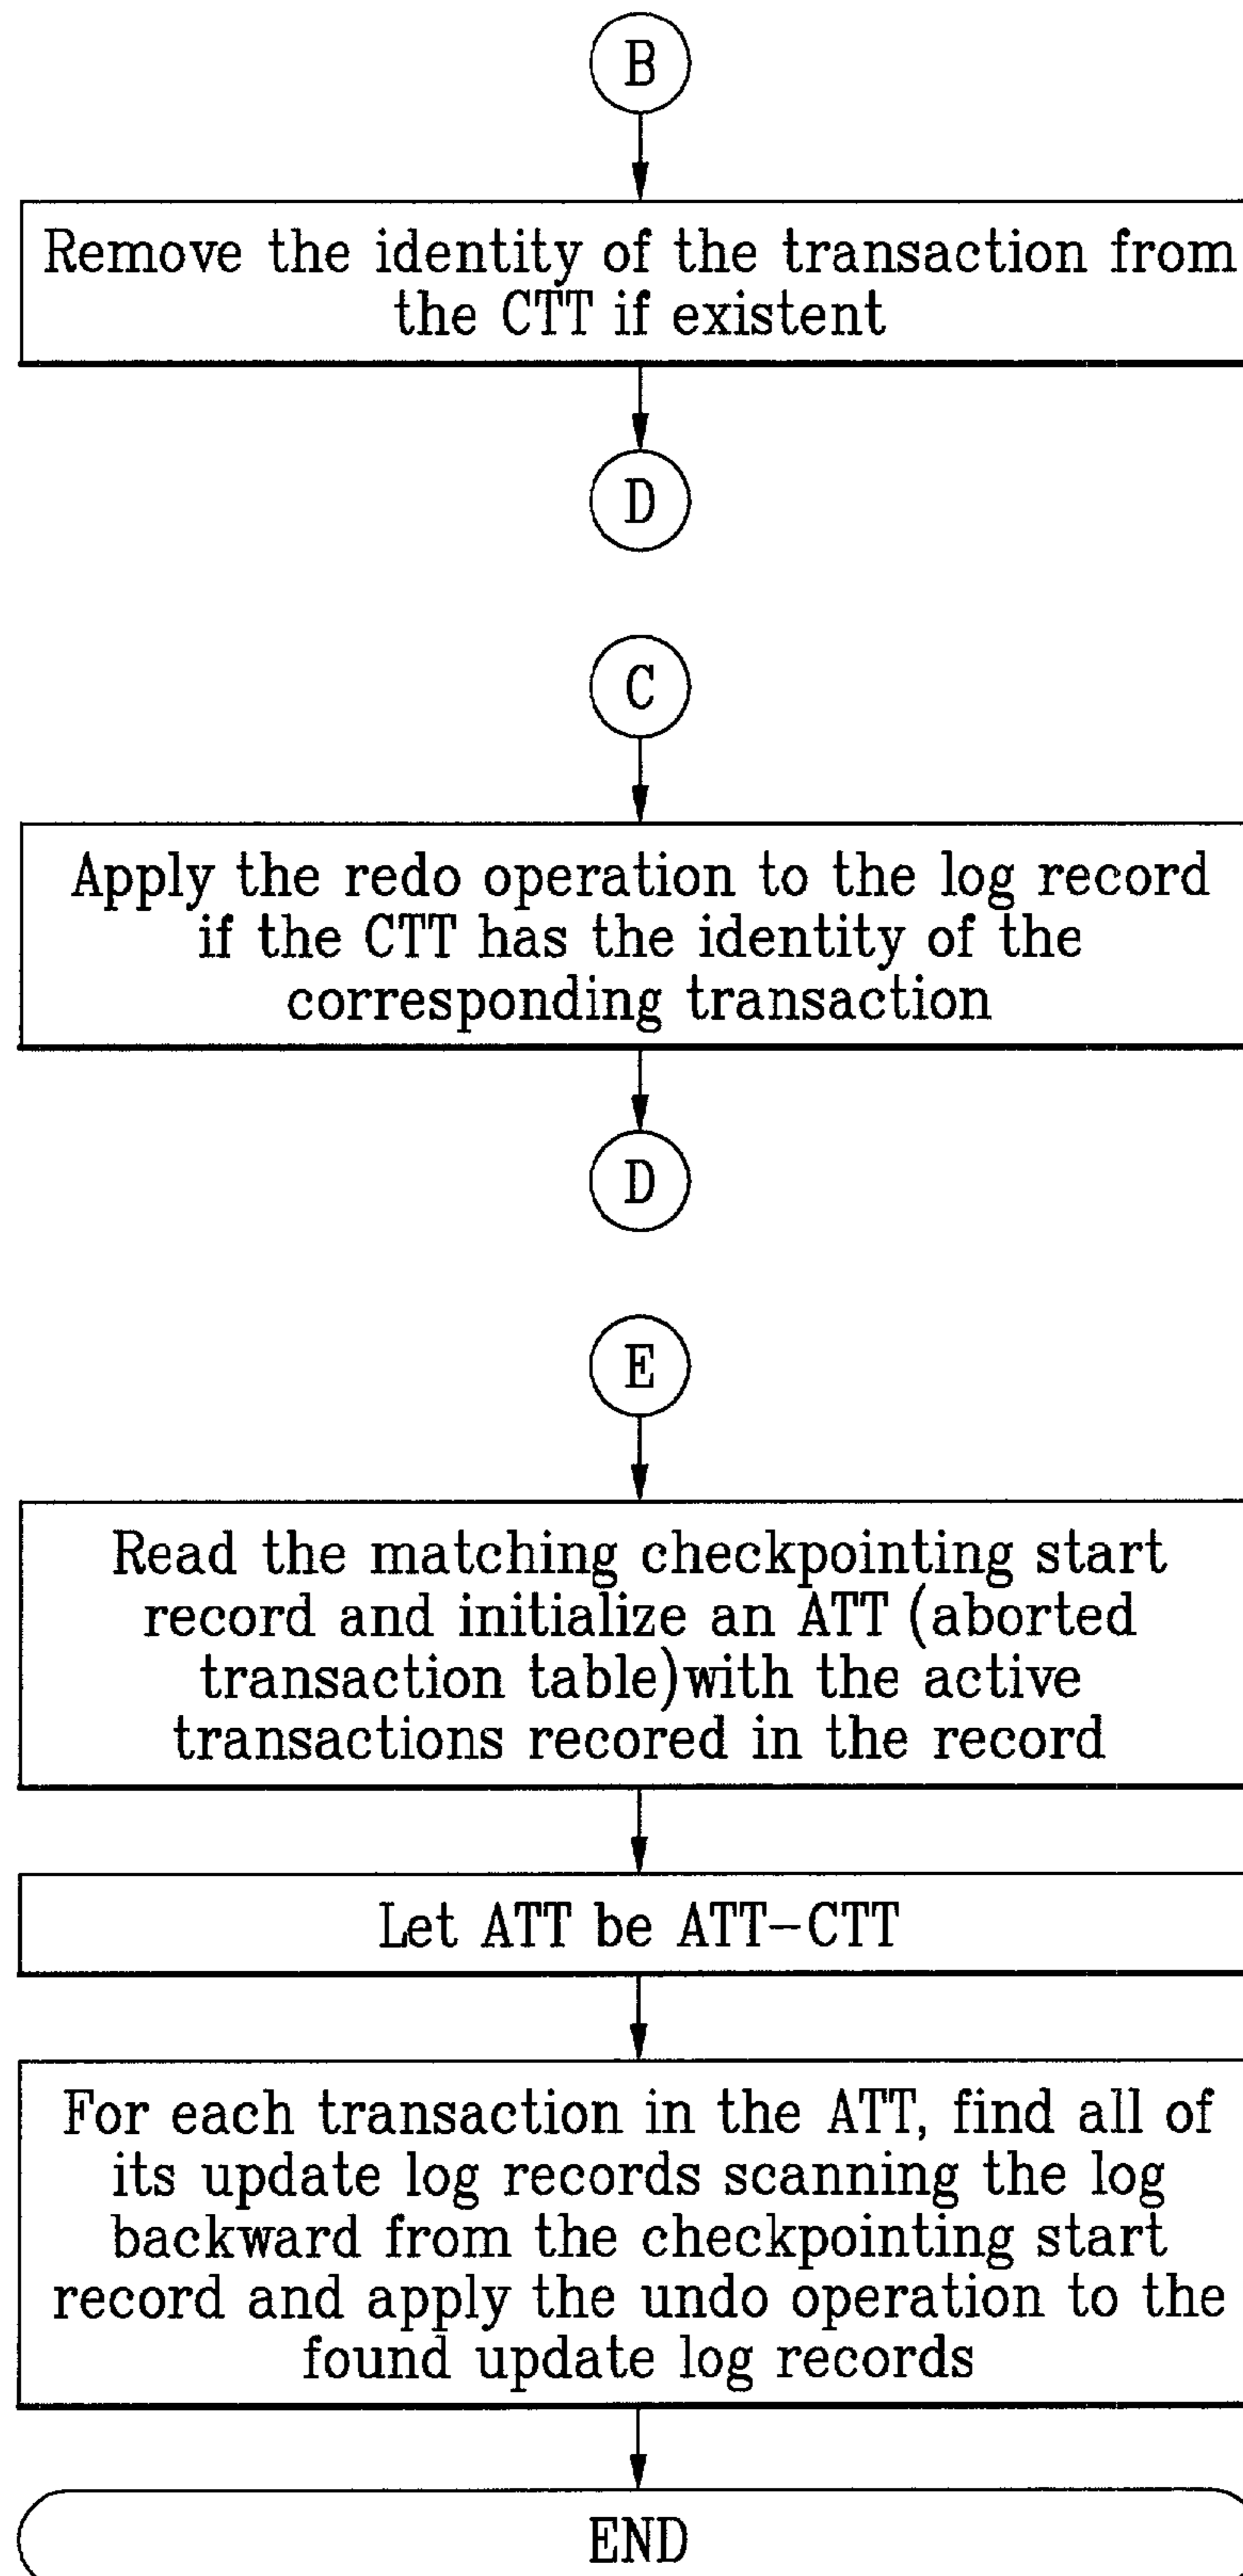 B
Remove the identity of the transaction from
the CTT if existent
D
C
Apply the redo operation to the log record
if the CTT has the identity of the
corresponding transaction
D
E
Read the matching checkpointing start
record and initialize an ATT (aborted
transaction table)with the active
transactions recored in the record
Let ATT be ATT-CTT
For each transaction in the ATT, find all of
its update log records scanning the log
backward from the checkpointing start
record and apply the undo operation to the
found update log records
END